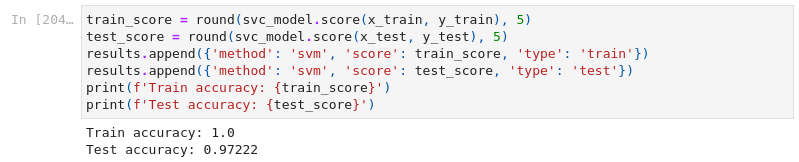 In [204…
train_score = round(svc_model.score(x_train, y_train), 5)
test_score = round(svc_model.score(x_test, y_test), 5)
results.append({'method': 'svm', 'score': train_score, 'type': 'train'})
results.append({'method': 'svm', 'score': test_score, 'type': 'test'})
print(f'Train accuracy: {train_score}')
print(f'Test accuracy: {test_score}')
Train accuracy: 1.0
Test accuracy: 0.97222